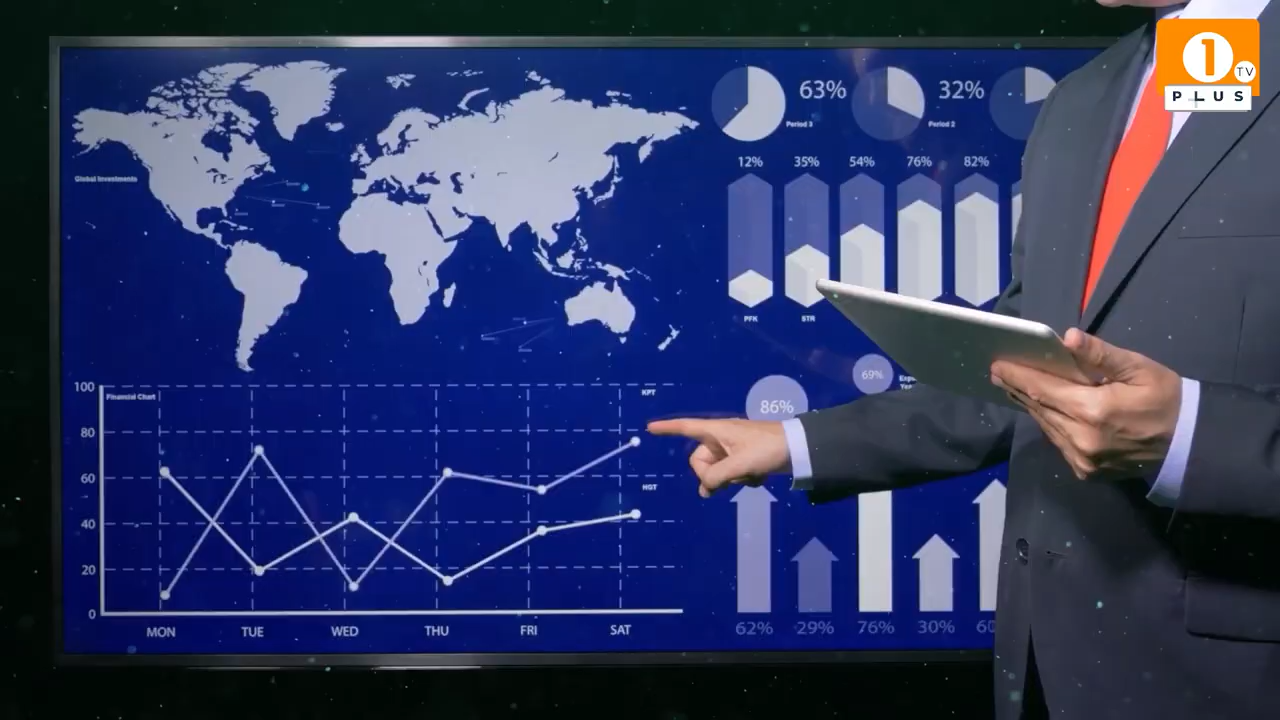 1
TV
PLUS
63%
32%
Period 3
Period 2
Global Investments
12% 35% 54% 76% 82%
PFK STR
100
Financial Chart
KPT
80
60
HGT
40
20
0
MON TUE WED THU FRI SAT
69%
86%
62% 29% 76% 30%